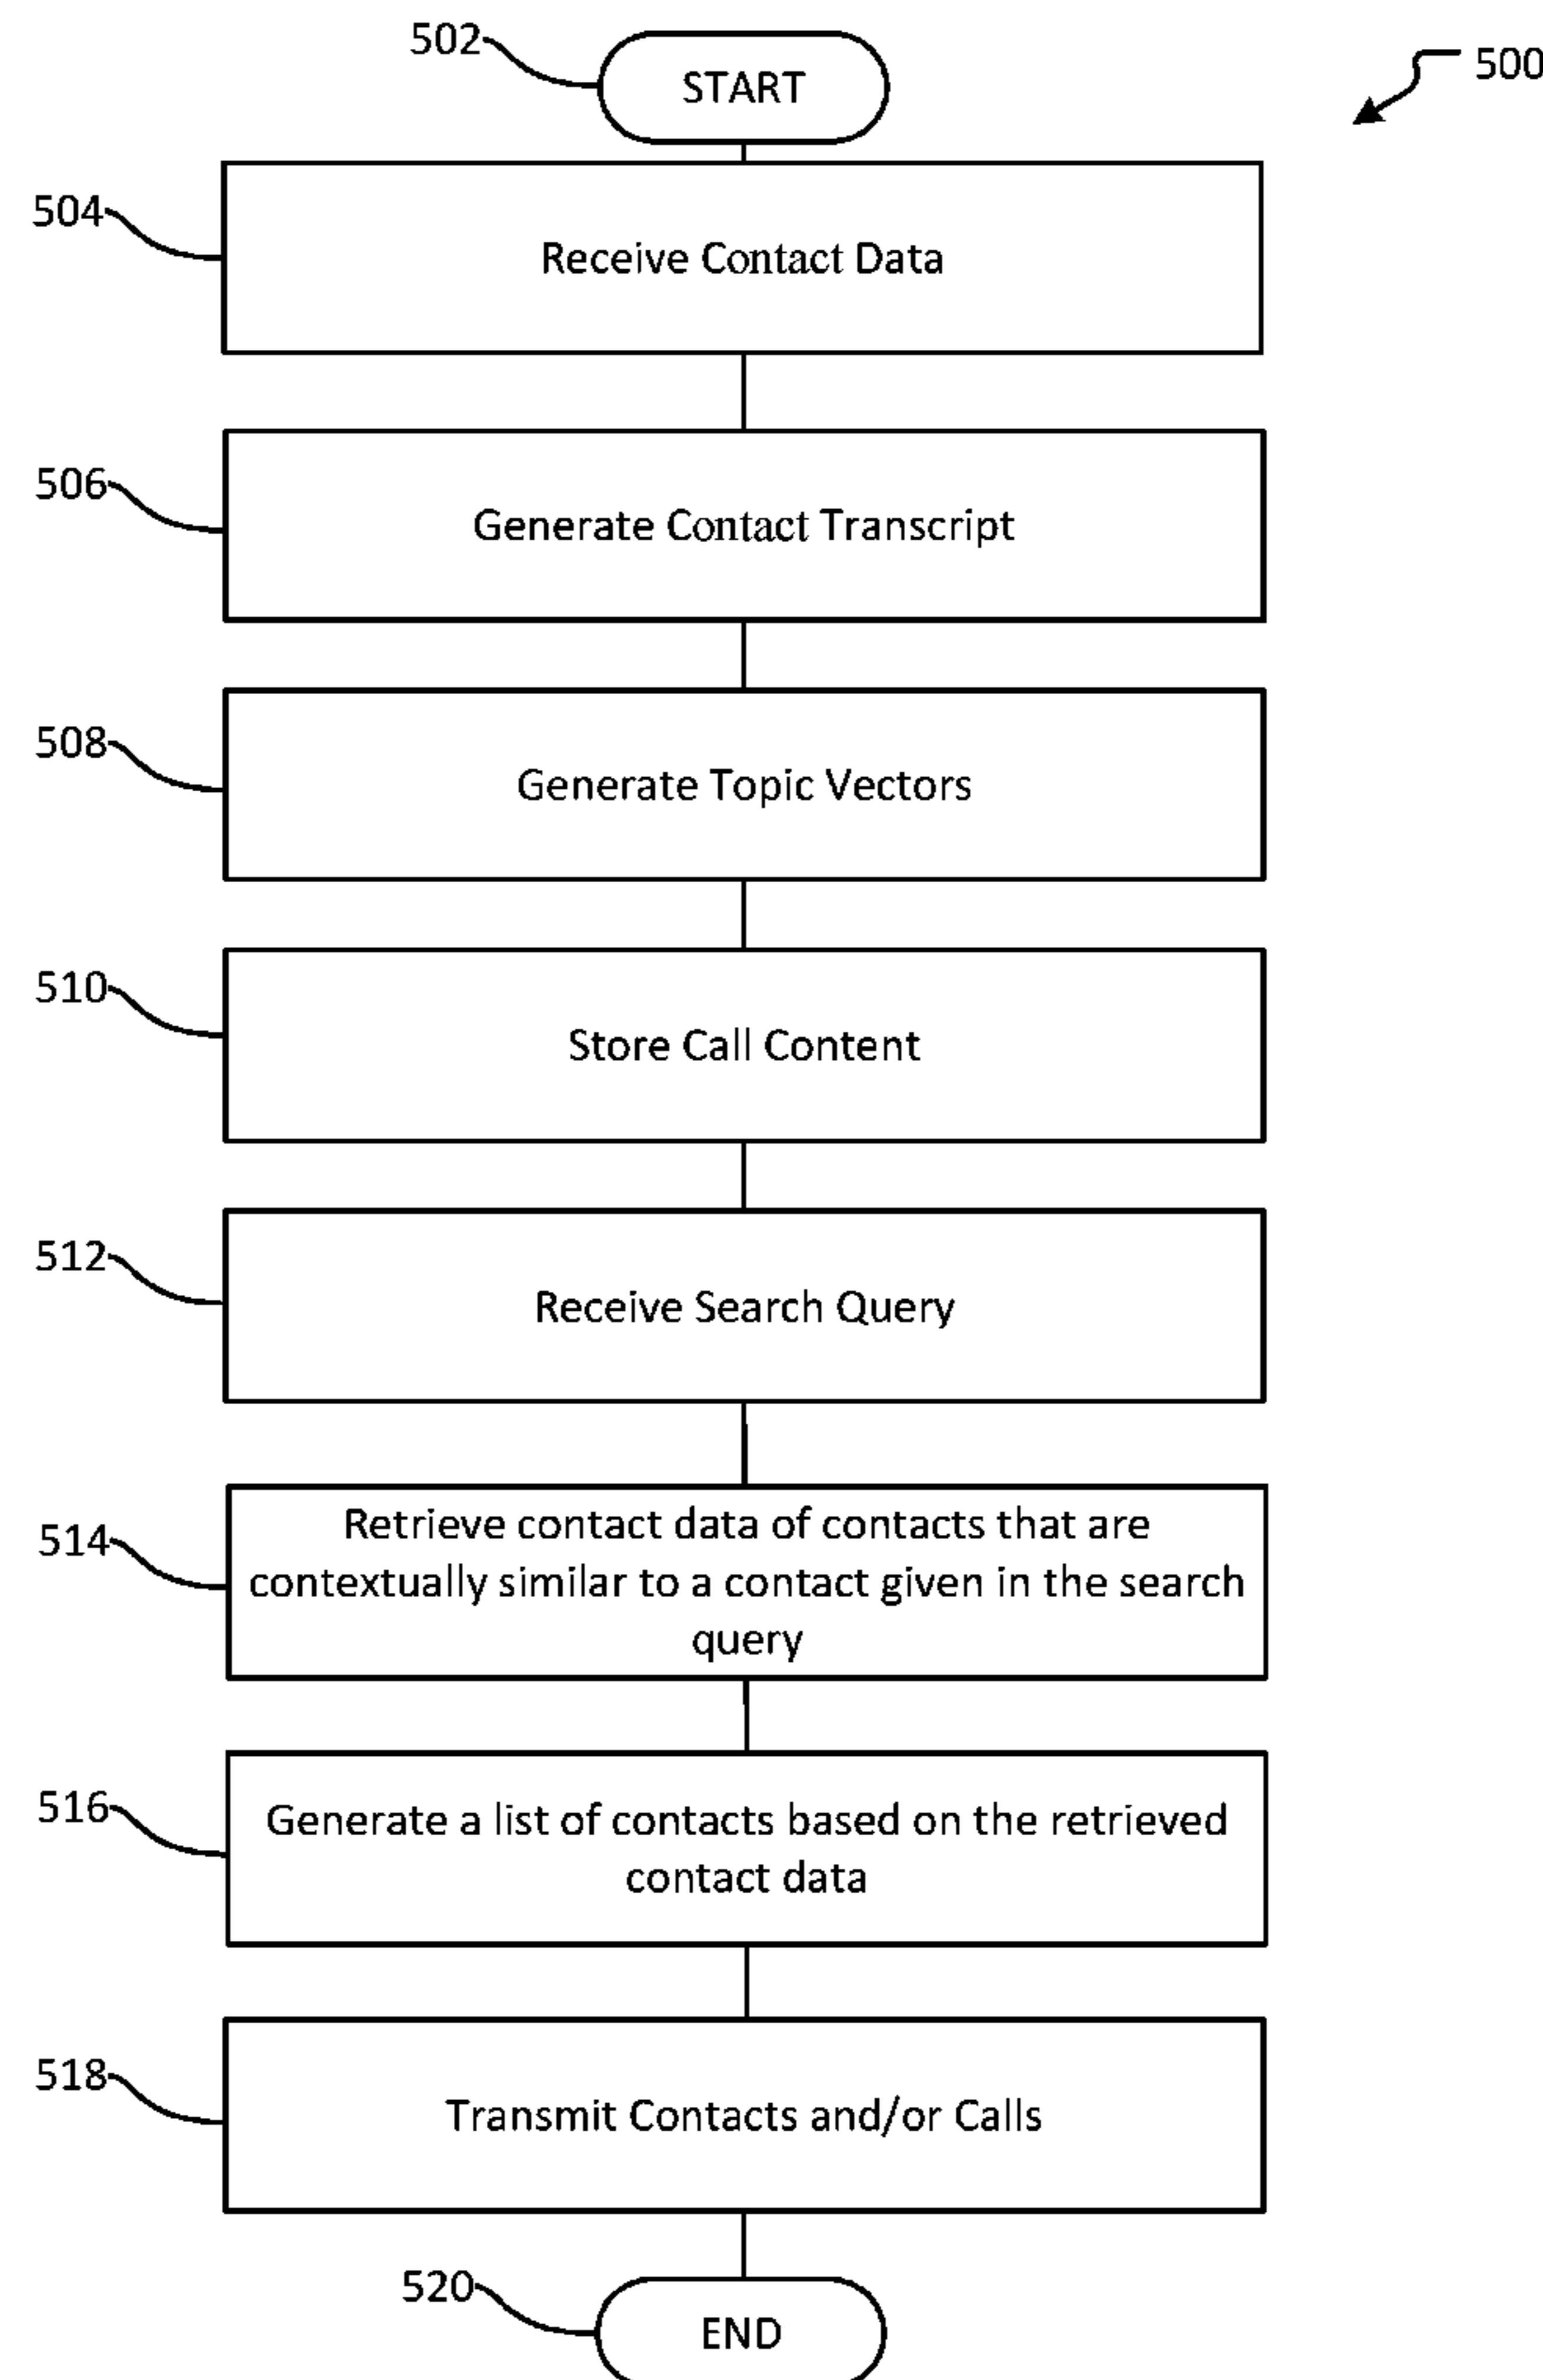 502
START
500
504
Receive Contact Data
506
Generate Contact Transcript
508
Generate Topic Vectors
510
Store Call Content
512
Receive Search Query
514
Retrieve contact data of contacts that are
contextually similar to a contact given in the search
query
516
Generate a list of contacts based on the retrieved
contact data
518
Transmit Contacts and/or Calls
520
END